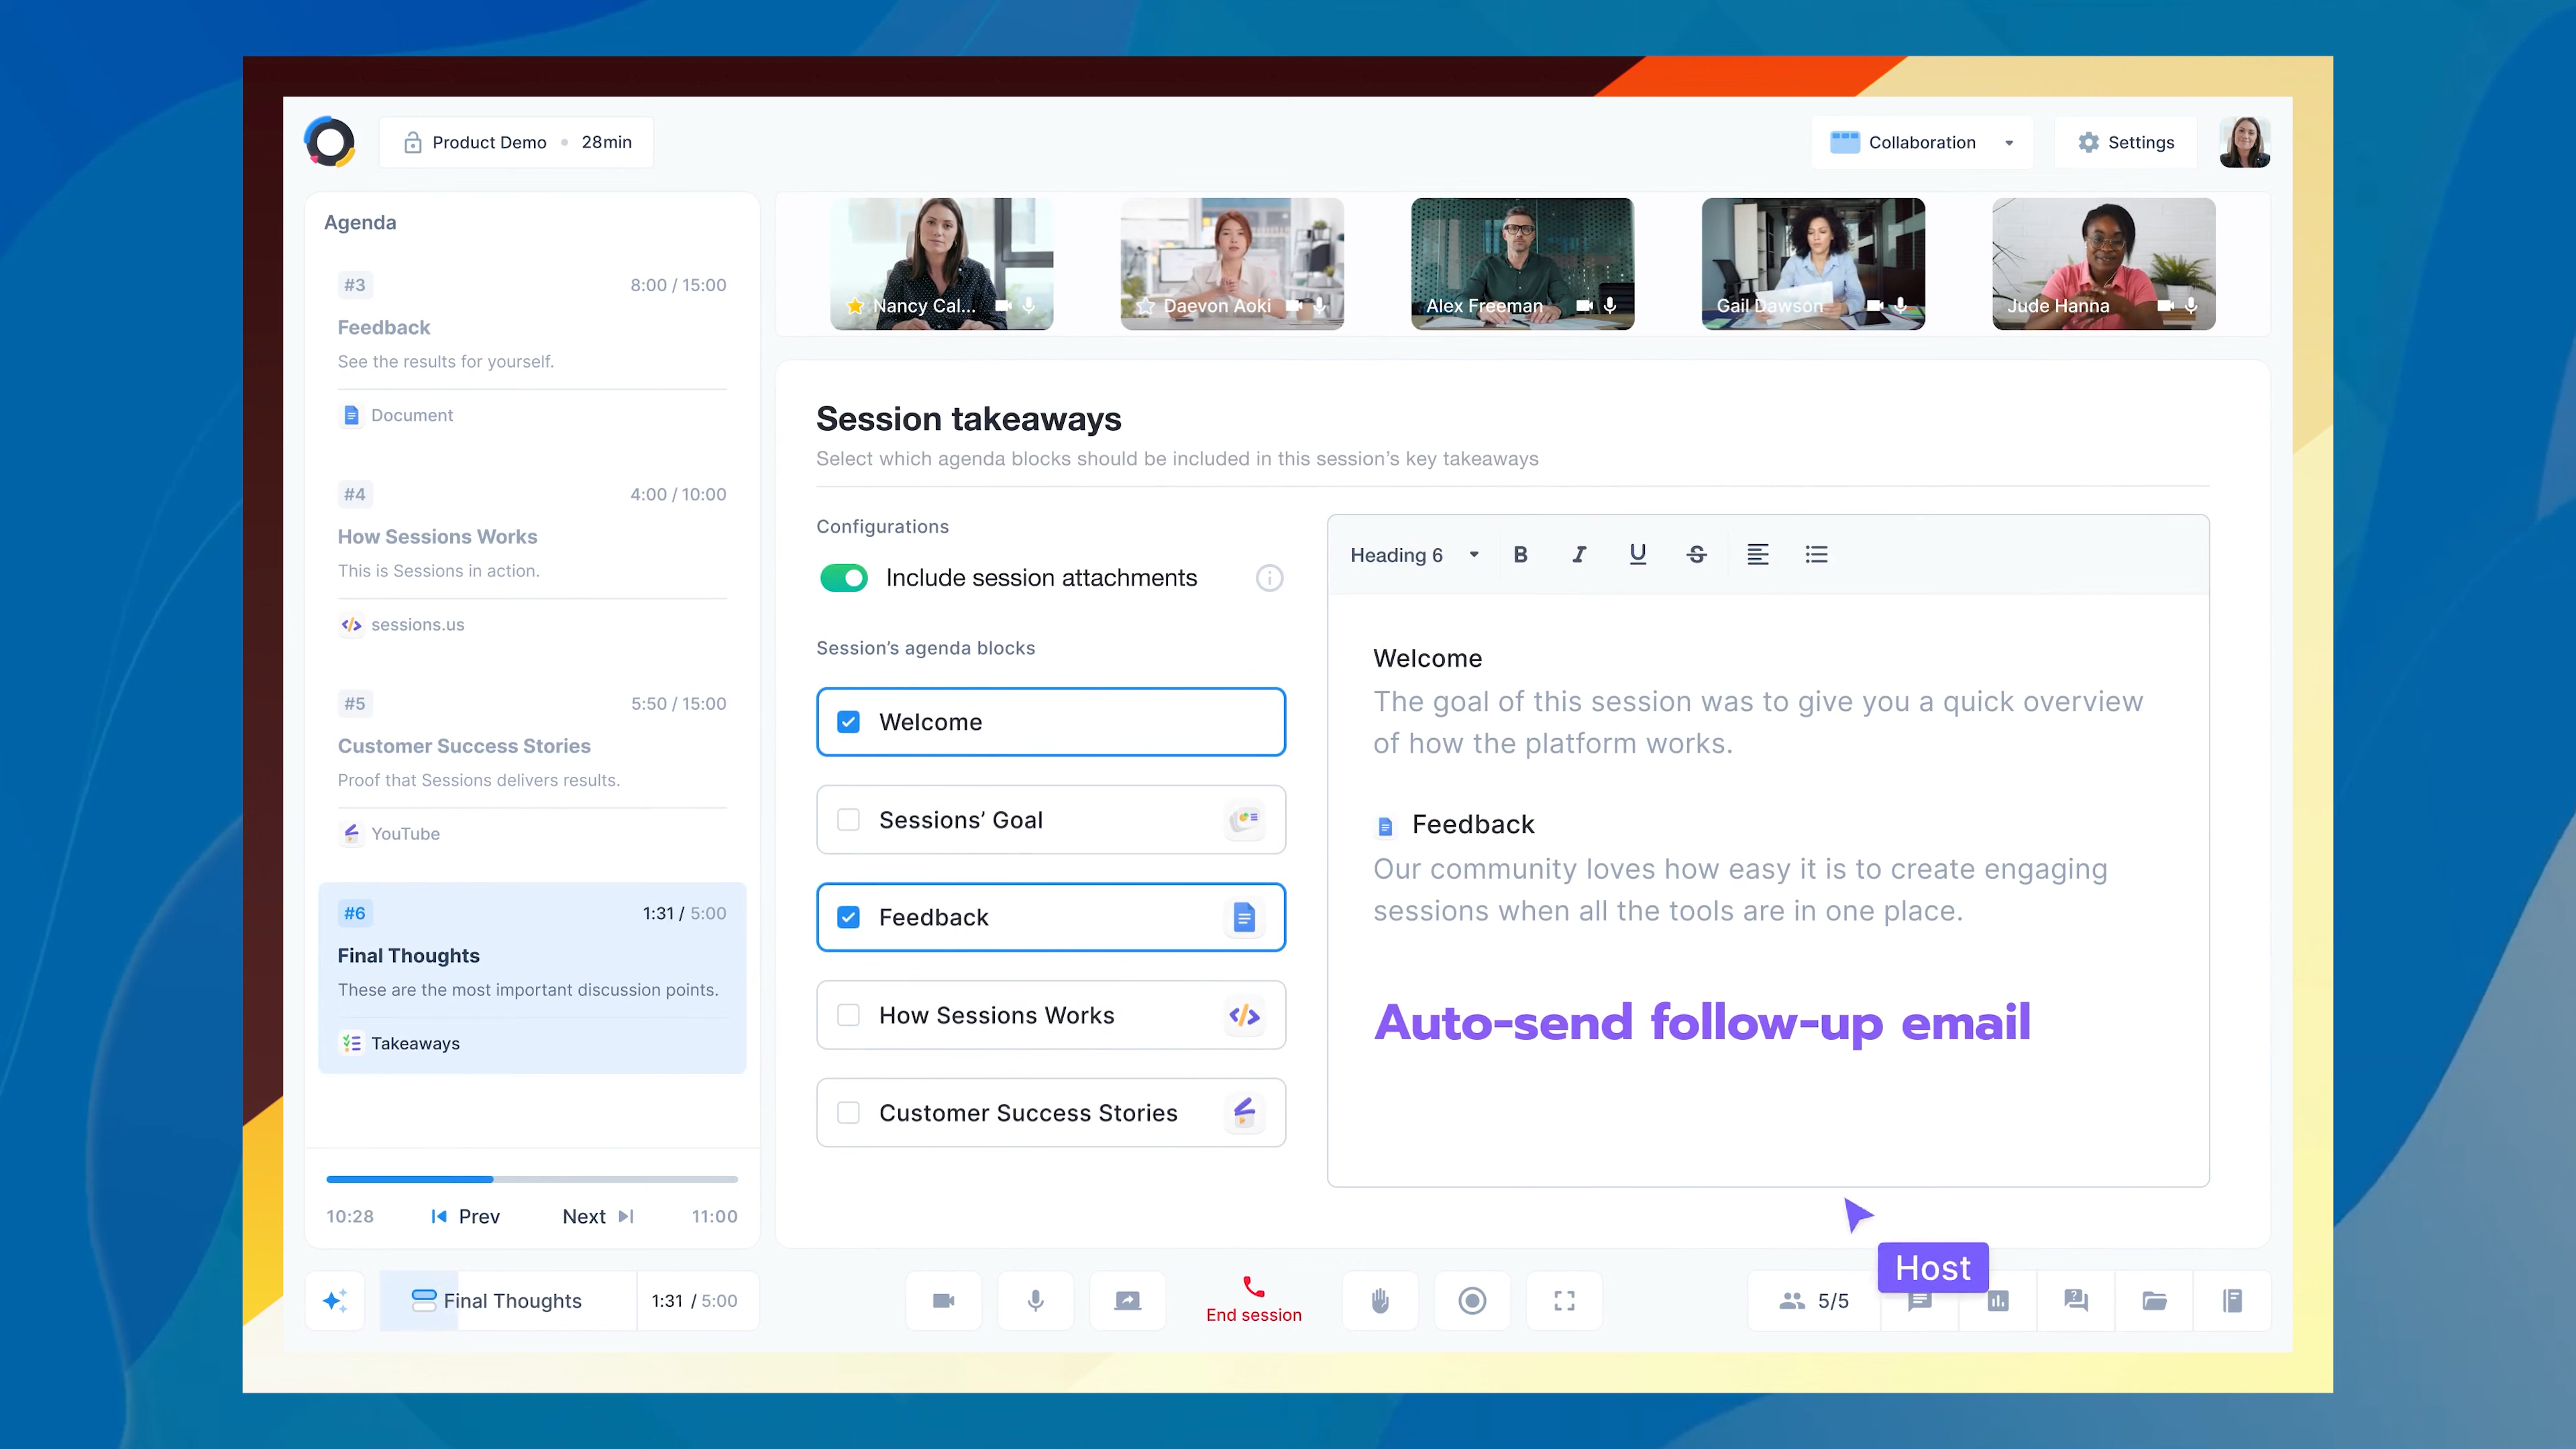 Product Demo • 28min
Collaboration
Settings
Agenda
#3 8:00 / 15:00
Feedback
See the results for yourself.
Document
#4 4:00 / 10:00
How Sessions Works
This is Sessions in action.
sessions.us
#5 5:50 / 15:00
Customer Success Stories
Proof that Sessions delivers results.
YouTube
#6 1:31 / 5:00
Final Thoughts
These are the most important discussion points.
Takeaways
10:28 Prev Next 11:00
Final Thoughts 1:31 / 5:00
Nancy Cal...
Daevon Aoki
Alex Freeman
Gail Dawson
Jude Hanna
Session takeaways
Select which agenda blocks should be included in this session's key takeaways
Configurations
Include session attachments
Session's agenda blocks
Welcome
Sessions' Goal
Feedback
How Sessions Works
Customer Success Stories
Heading 6 B I U S
Welcome
The goal of this session was to give you a quick overview
of how the platform works.
Feedback
Our community loves how easy it is to create engaging
sessions when all the tools are in one place.
Auto-send follow-up email
Host
End session
5/5